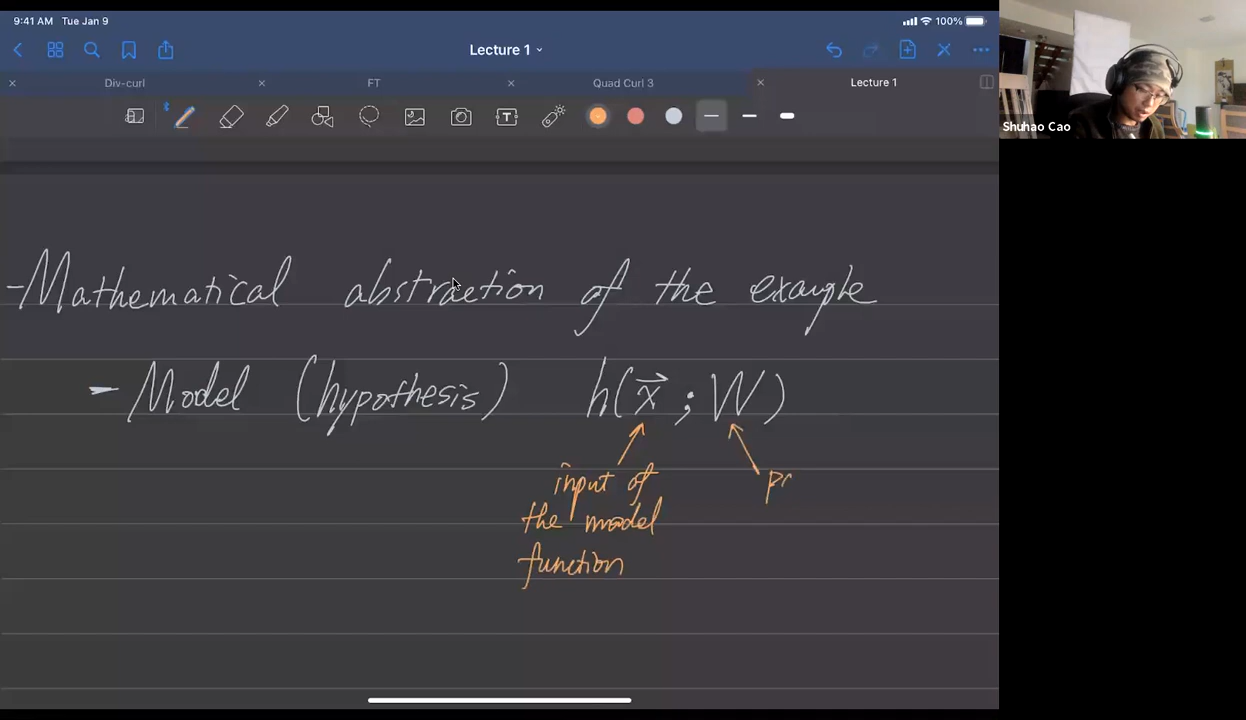 9:41 AM Tue Jan 9
100%
Lecture 1
Div-curl
FT
Quad Curl 3
Lecture 1
T
Shuhao Cao
- Mathematical abstraction of the example
- Model (hypothesis) h(x⃗ ; W)
input of
the model
function
pr